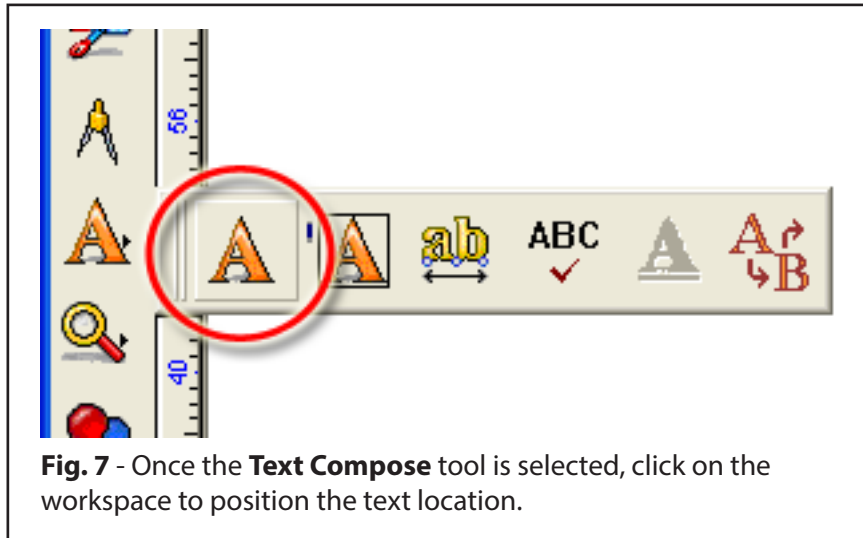 56
A
A A ab ABC A A B
40
Fig. 7 - Once the Text Compose tool is selected, click on the
workspace to position the text location.